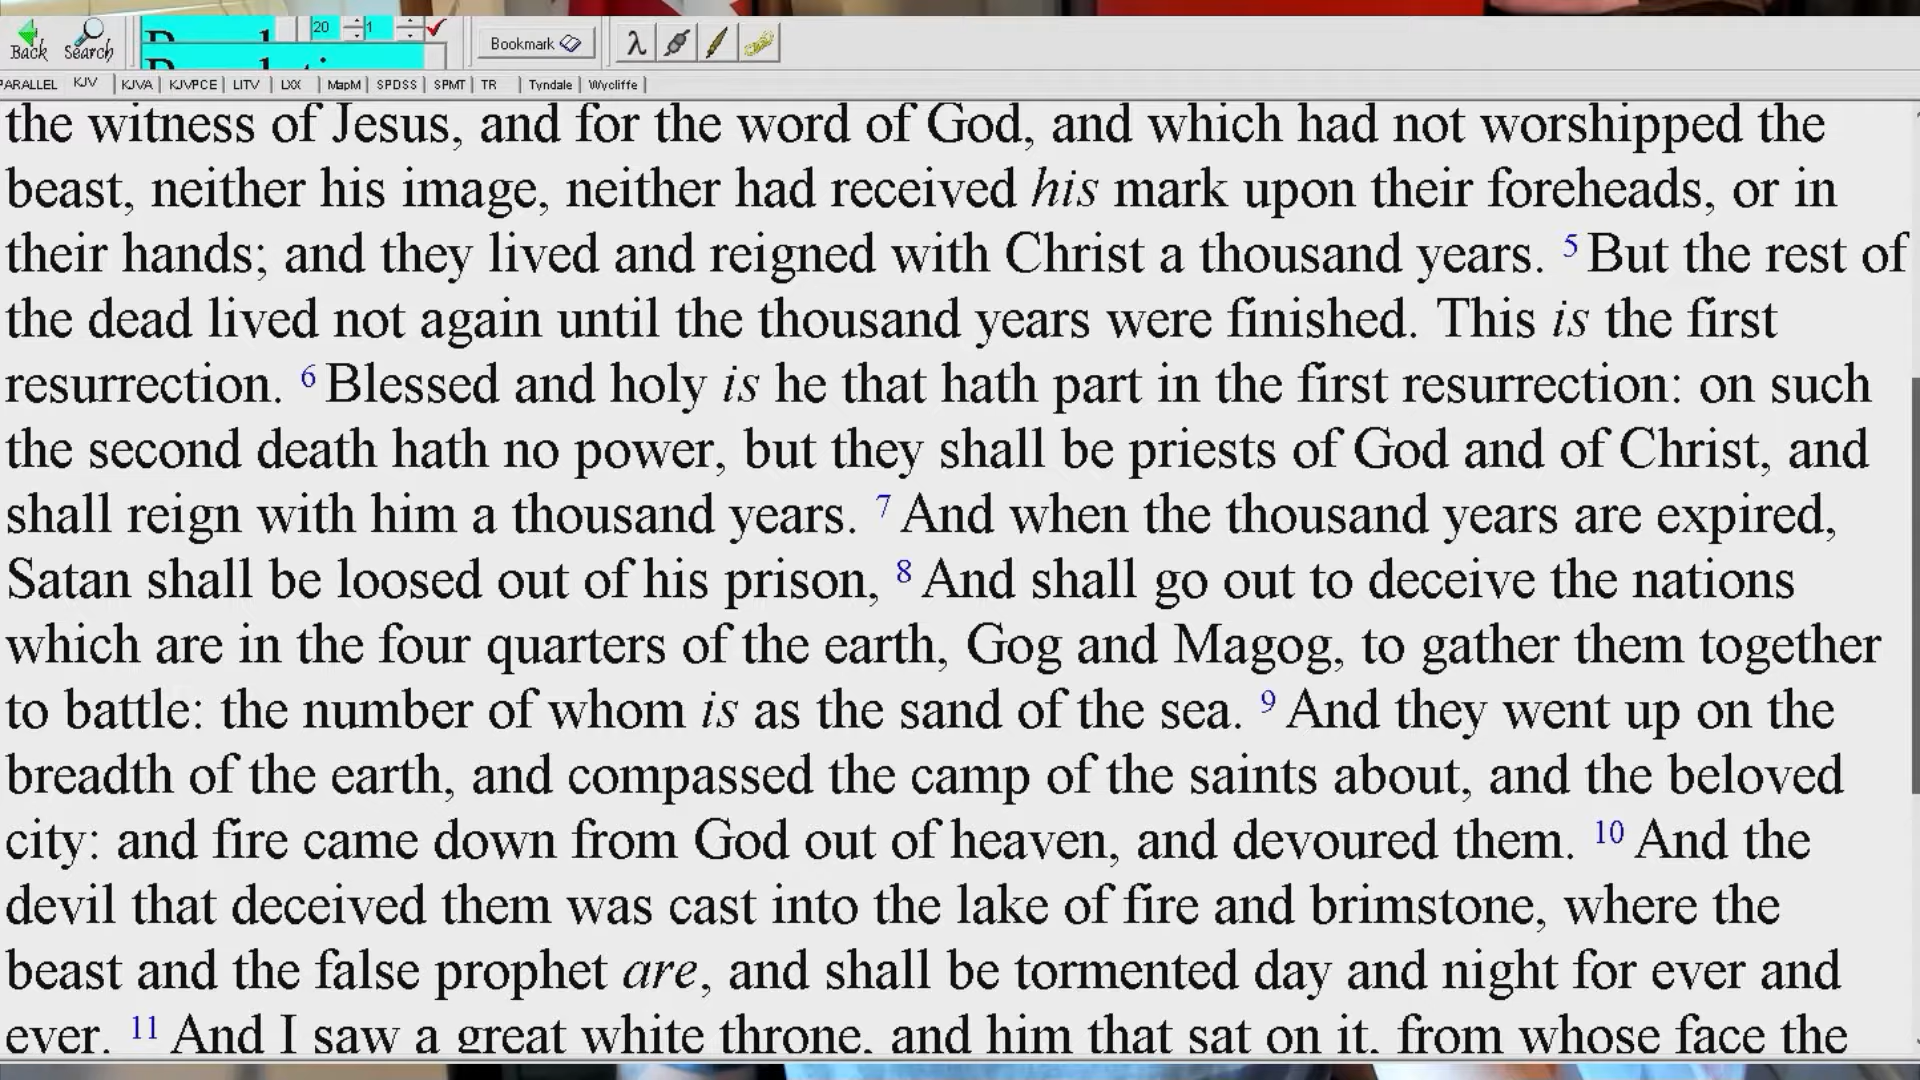 20 1
Back Search Bookmark λ
PARALLEL KJV KJVA KJVPCE LITV LXX MapM SPDSS SPMT TR Tyndale Wycliffe
the witness of Jesus, and for the word of God, and which had not worshipped the
beast, neither his image, neither had received his mark upon their foreheads, or in
their hands; and they lived and reigned with Christ a thousand years. 5 But the rest of
the dead lived not again until the thousand years were finished. This is the first
resurrection. 6 Blessed and holy is he that hath part in the first resurrection: on such
the second death hath no power, but they shall be priests of God and of Christ, and
shall reign with him a thousand years. 7 And when the thousand years are expired,
Satan shall be loosed out of his prison, 8 And shall go out to deceive the nations
which are in the four quarters of the earth, Gog and Magog, to gather them together
to battle: the number of whom is as the sand of the sea. 9 And they went up on the
breadth of the earth, and compassed the camp of the saints about, and the beloved
city: and fire came down from God out of heaven, and devoured them. 10 And the
devil that deceived them was cast into the lake of fire and brimstone, where the
beast and the false prophet are, and shall be tormented day and night for ever and
ever. 11 And I saw a great white throne, and him that sat on it, from whose face the